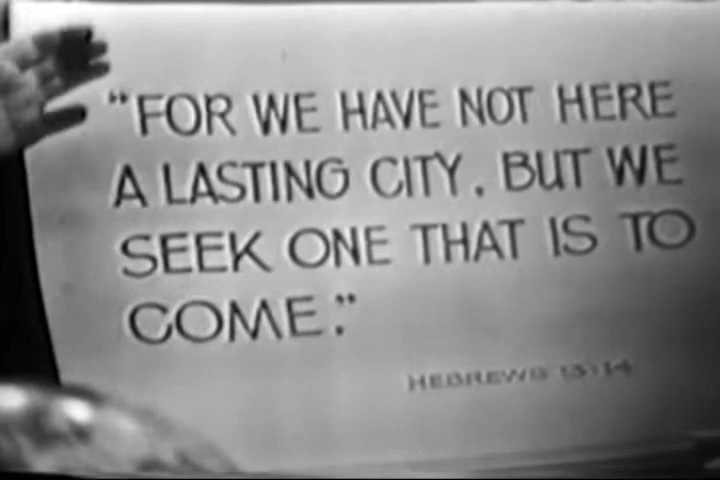 "FOR WE HAVE NOT HERE
A LASTING CITY, BUT WE
SEEK ONE THAT IS TO
COME."
HEBREWS 13:14